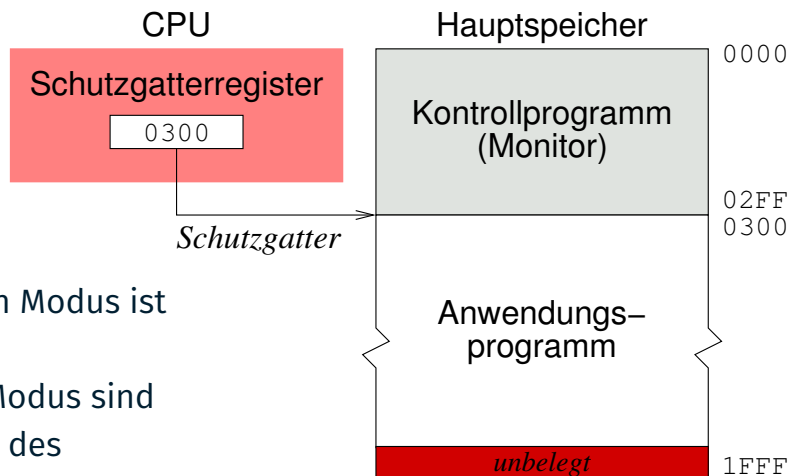 CPU
Hauptspeicher
Schutzgatterregister
0300
Schutzgatter
0000
Kontrollprogramm
(Monitor)
02FF
0300
Anwendungs–
programm
unbelegt
1FFF
n Modus ist
Modus sind
des